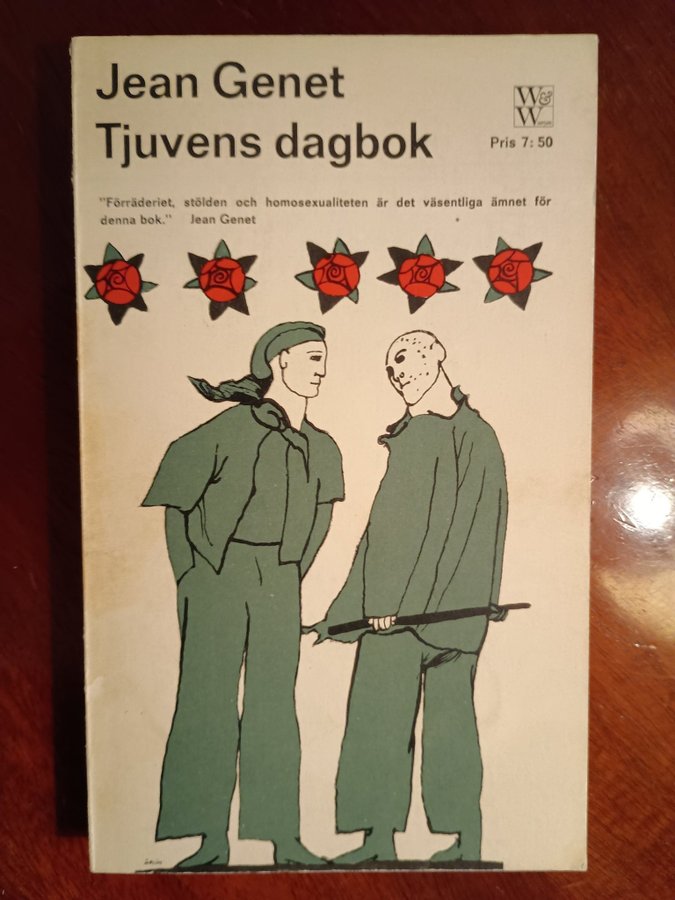 Jean Genet
Tjuvens dagbok
W&
W
Pris 7:50
"Förräderiet, stölden och homosexualiteten är det väsentliga ämnet för
denna bok." Jean Genet